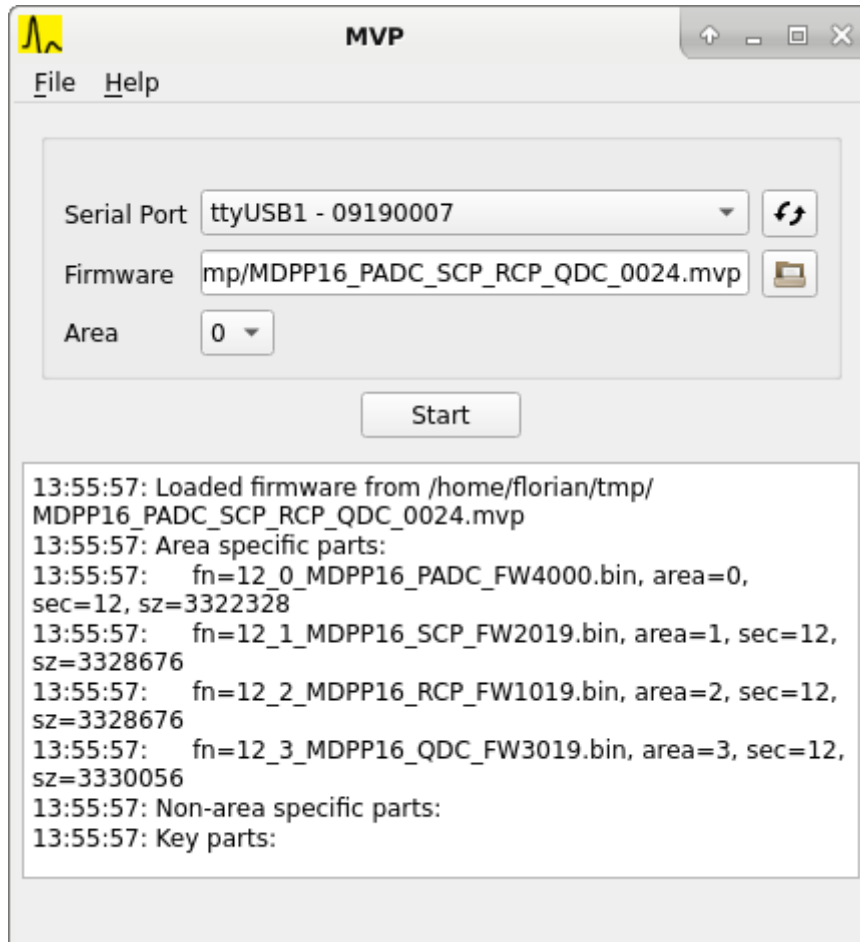 MVP
File Help
Serial Port ttyUSB1 - 09190007
Firmware mp/MDPP16_PADC_SCP_RCP_QDC_0024.mvp
Area 0
Start
13:55:57: Loaded firmware from /home/florian/tmp/
MDPP16_PADC_SCP_RCP_QDC_0024.mvp
13:55:57: Area specific parts:
13:55:57: fn=12_0_MDPP16_PADC_FW4000.bin, area=0,
sec=12, sz=3322328
13:55:57: fn=12_1_MDPP16_SCP_FW2019.bin, area=1, sec=12,
sz=3328676
13:55:57: fn=12_2_MDPP16_RCP_FW1019.bin, area=2, sec=12,
sz=3328676
13:55:57: fn=12_3_MDPP16_QDC_FW3019.bin, area=3, sec=12,
sz=3330056
13:55:57: Non-area specific parts:
13:55:57: Key parts: